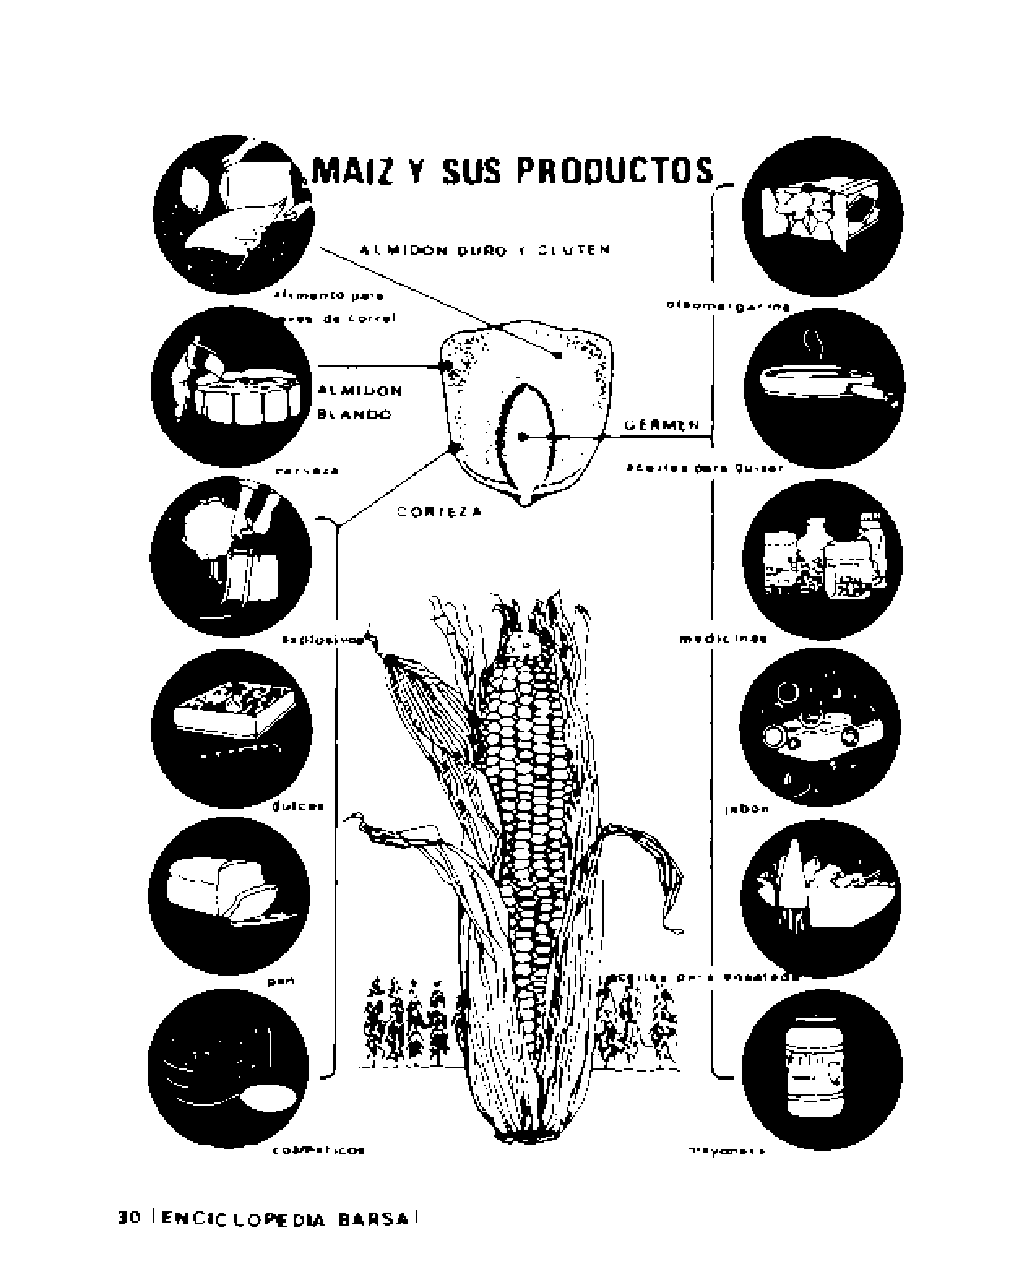 MAIZ Y SUS PRODUCTOS
ALMIDON DURO Y GLUTEN
alimento para
aves de corral
oleomargarina
ALMIDON
BLANDO
GERMEN
aceites para guisar
cerveza
CORTEZA
explosivos
medicinas
dulces
jabón
pan
aceites para ensalada
cosméticos
mayonesa
30 | ENCICLOPEDIA BARSA |